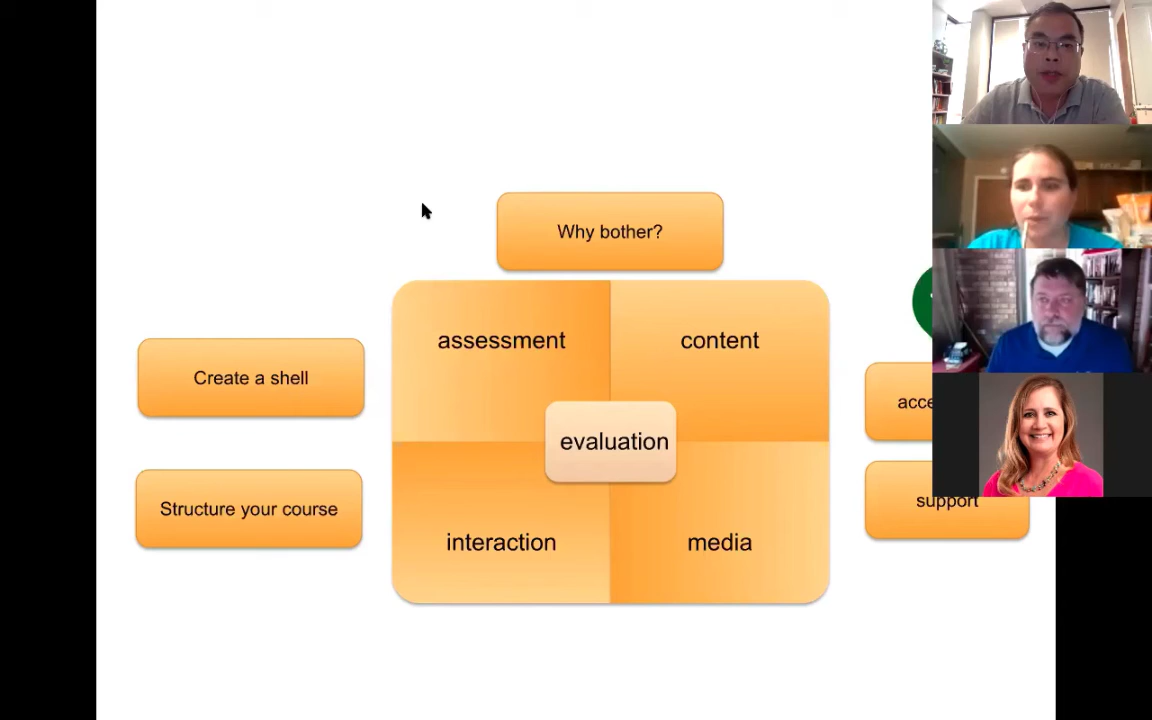 Why bother?
assessment
content
Create a shell
evaluation
Structure your course
support
interaction
media